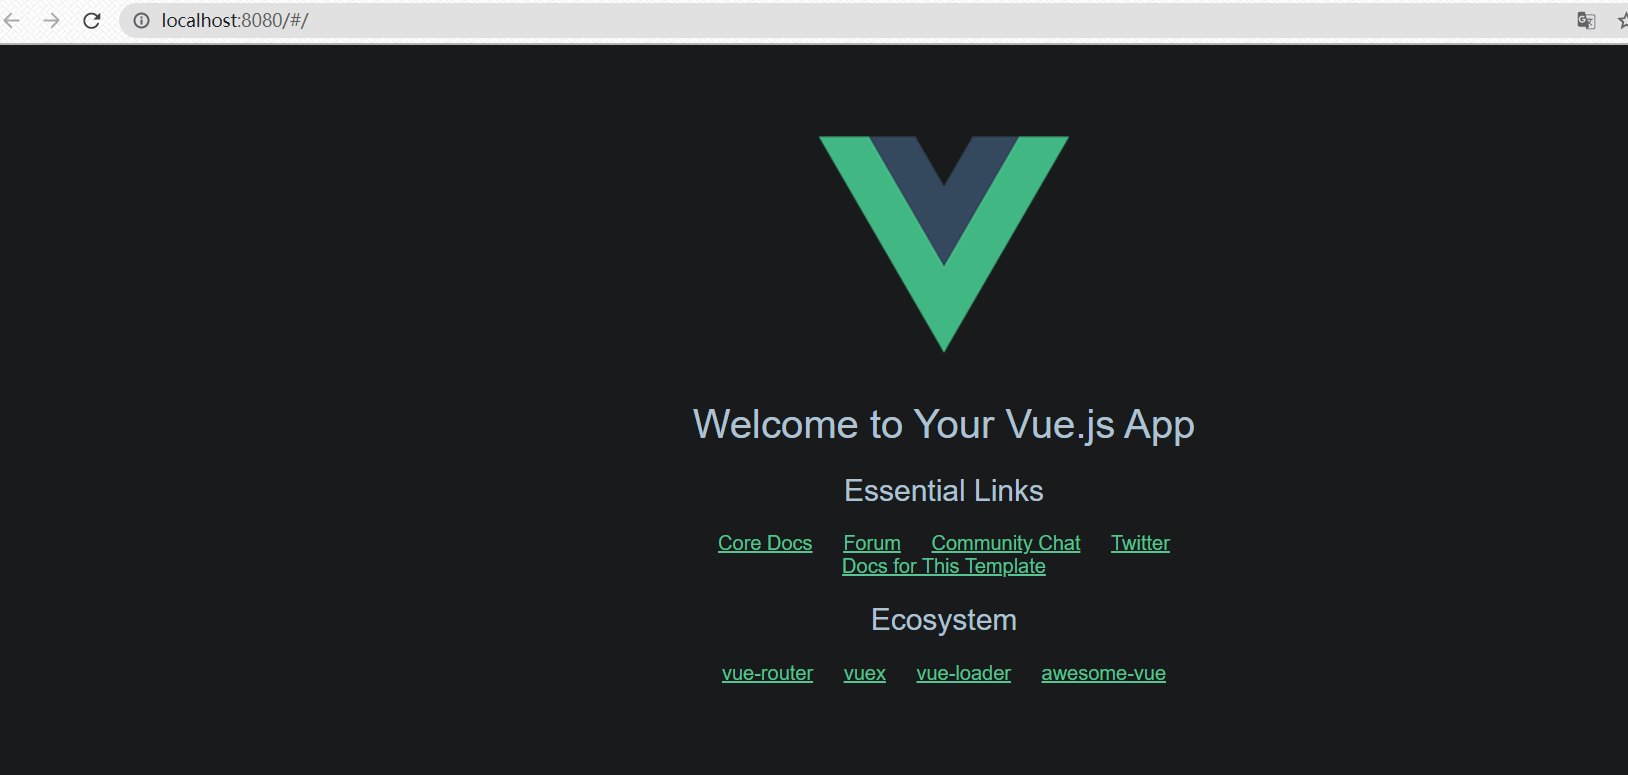 localhost:8080/#/
Welcome to Your Vue.js App
Essential Links
Core Docs Forum Community Chat Twitter
Docs for This Template
Ecosystem
vue-router vuex vue-loader awesome-vue